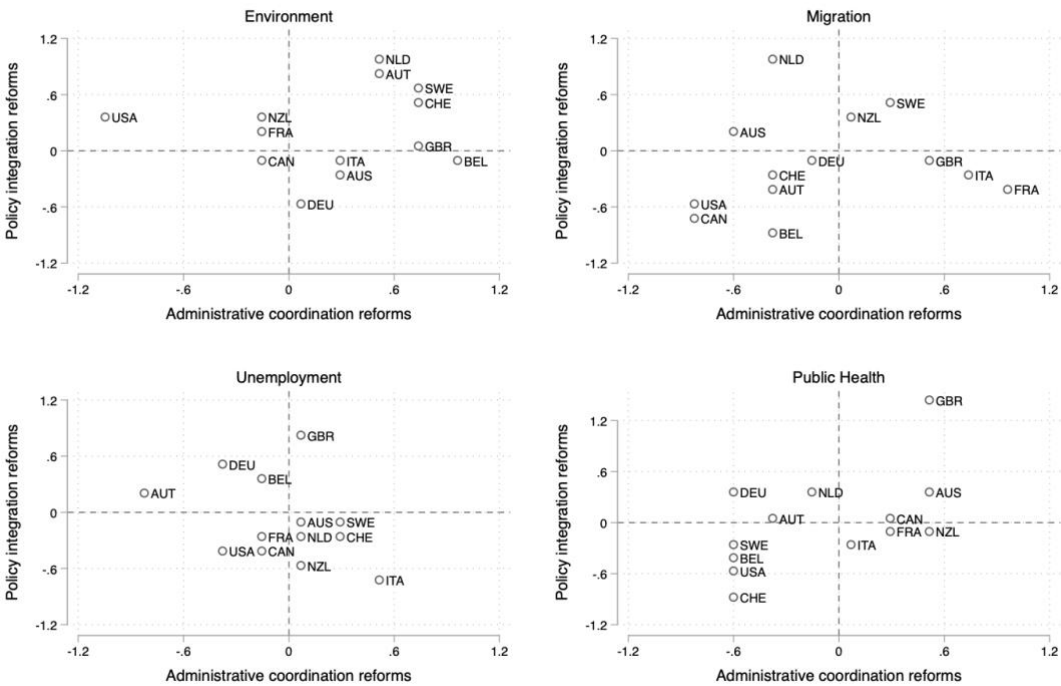 Environment
Policy integration reforms
1.2
.6
0
-.6
-1.2
NLD
AUT
SWE
CHE
USA
NZL
FRA
GBR
CAN
ITA
BEL
AUS
DEU
-1.2 -.6 0 .6 1.2
Administrative coordination reforms
Migration
Policy integration reforms
1.2
.6
0
-.6
-1.2
NLD
SWE
NZL
AUS
DEU
GBR
CHE
ITA
AUT
FRA
USA
CAN
BEL
-1.2 -.6 0 .6 1.2
Administrative coordination reforms
Unemployment
Policy integration reforms
1.2
.6
0
-.6
-1.2
GBR
DEU
BEL
AUT
AUS SWE
FRA NLD CHE
USA CAN
NZL
ITA
-1.2 -.6 0 .6 1.2
Administrative coordination reforms
Public Health
Policy integration reforms
1.2
.6
0
-.6
-1.2
GBR
DEU NLD AUS
AUT CAN
FRA NZL
SWE ITA
BEL
USA
CHE
-1.2 -.6 0 .6 1.2
Administrative coordination reforms